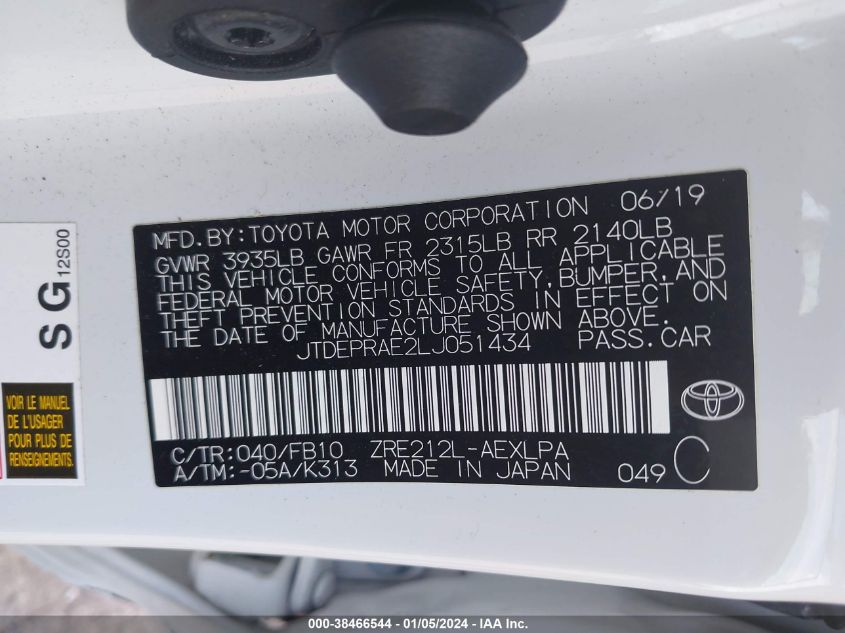 MFD. BY: TOYOTA MOTOR CORPORATION 06/19
GVWR 3935LB GAWR FR 2315LB RR 2140LB
THIS VEHICLE CONFORMS TO ALL APPLICABLE
FEDERAL MOTOR VEHICLE SAFETY, BUMPER, AND
THEFT PREVENTION STANDARDS IN EFFECT ON
THE DATE OF MANUFACTURE SHOWN ABOVE.
JTDEPRAE2LJ051434 PASS.CAR
C/TR:040/FB10 ZRE212L-AEXLPA
A/TM:-05A/K313 MADE IN JAPAN 049 C
SG
12S00
VOIR LE MANUEL
DE L'USAGER
POUR PLUS DE
RENSEIGNEMENTS.
000-38466544 - 01/05/2024 - IAA Inc.